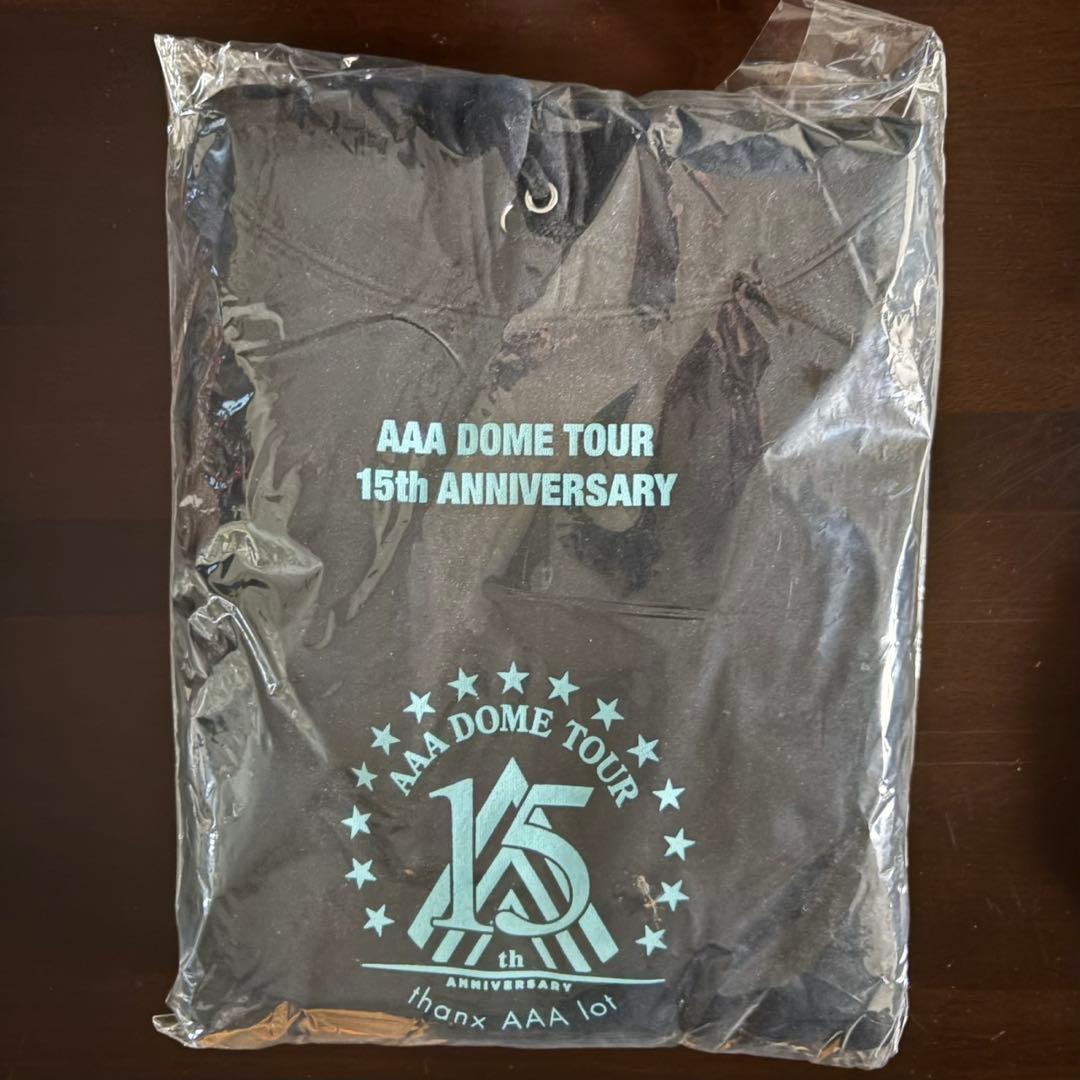 AAA DOME TOUR
15th ANNIVERSARY
AAA DOME TOUR
15
th
ANNIVERSARY
thanx AAA lot